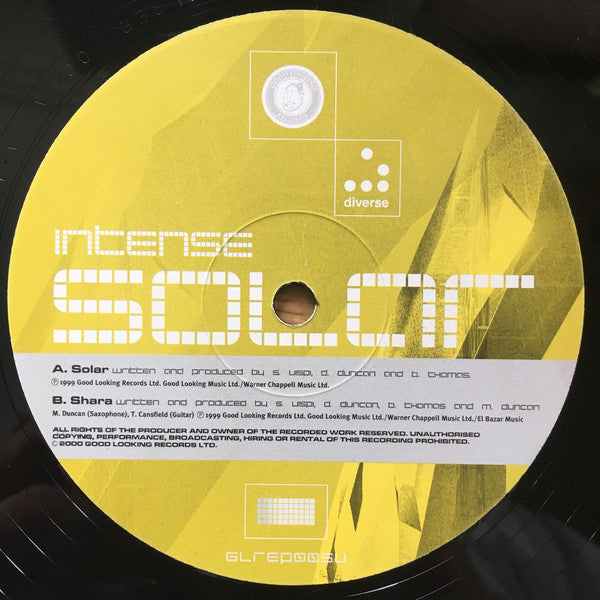 diverse
intense
solar
A. Solar written and produced by s. vispi, d. duncan and b. thomas.
℗ 1999 Good Looking Records Ltd. Good Looking Music Ltd./Warner Chappell Music Ltd.
B. Shara written and produced by s. vispi, d. duncan, b. thomas and m. duncan
M. Duncan (Saxophone), T. Cansfield (Guitar) ℗ 1999 Good Looking Records Ltd. Good Looking Music Ltd./Warner Chappell Music Ltd./El Bazar Music
ALL RIGHTS OF THE PRODUCER AND OWNER OF THE RECORDED WORK RESERVED. UNAUTHORISED
COPYING, PERFORMANCE, BROADCASTING, HIRING OR RENTAL OF THIS RECORDING PROHIBITED.
© 2000 GOOD LOOKING RECORDS LTD.
GLREP005U